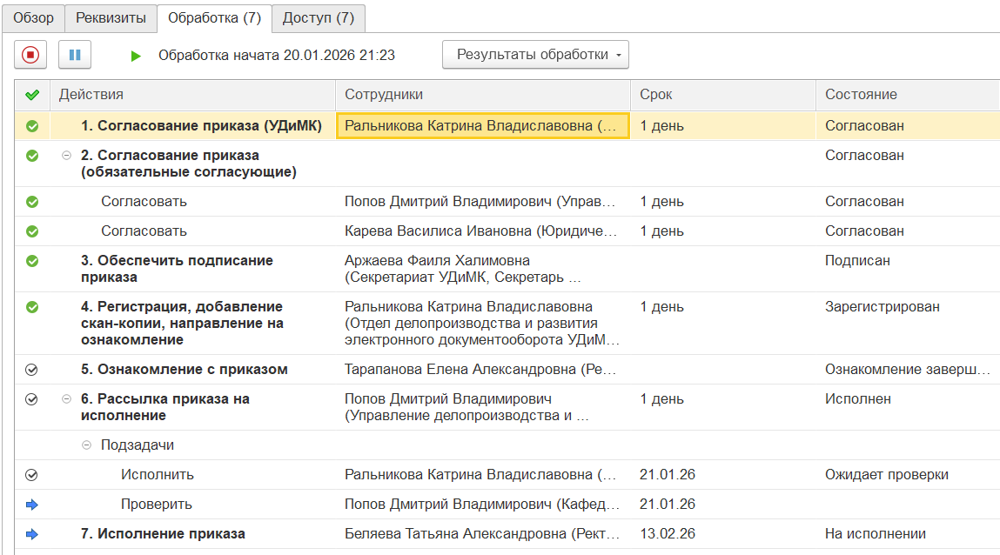 Обзор Реквизиты Обработка (7) Доступ (7)
Обработка начата 20.01.2026 21:23 Результаты обработки
Действия Сотрудники Срок Состояние
1. Согласование приказа (УДиМК) Ральникова Катрина Владиславовна (... 1 день Согласован
2. Согласование приказа Согласован
(обязательные согласующие)
Согласовать Попов Дмитрий Владимирович (Управ... 1 день Согласован
Согласовать Карева Василиса Ивановна (Юридиче... 1 день Согласован
3. Обеспечить подписание Аржаева Фаиля Халимовна Подписан
приказа (Секретариат УДиМК, Секретарь ...
4. Регистрация, добавление Ральникова Катрина Владиславовна 1 день Зарегистрирован
скан-копии, направление на (Отдел делопроизводства и развития
ознакомление электронного документооборота УДиМ...
5. Ознакомление с приказом Тарапанова Елена Александровна (Ре... Ознакомление заверш...
6. Рассылка приказа на Попов Дмитрий Владимирович 1 день Исполнен
исполнение (Управление делопроизводства и ...
Подзадачи
Исполнить Ральникова Катрина Владиславовна (... 21.01.26 Ожидает проверки
Проверить Попов Дмитрий Владимирович (Кафед... 21.01.26
7. Исполнение приказа Беляева Татьяна Александровна (Рект... 13.02.26 На исполнении